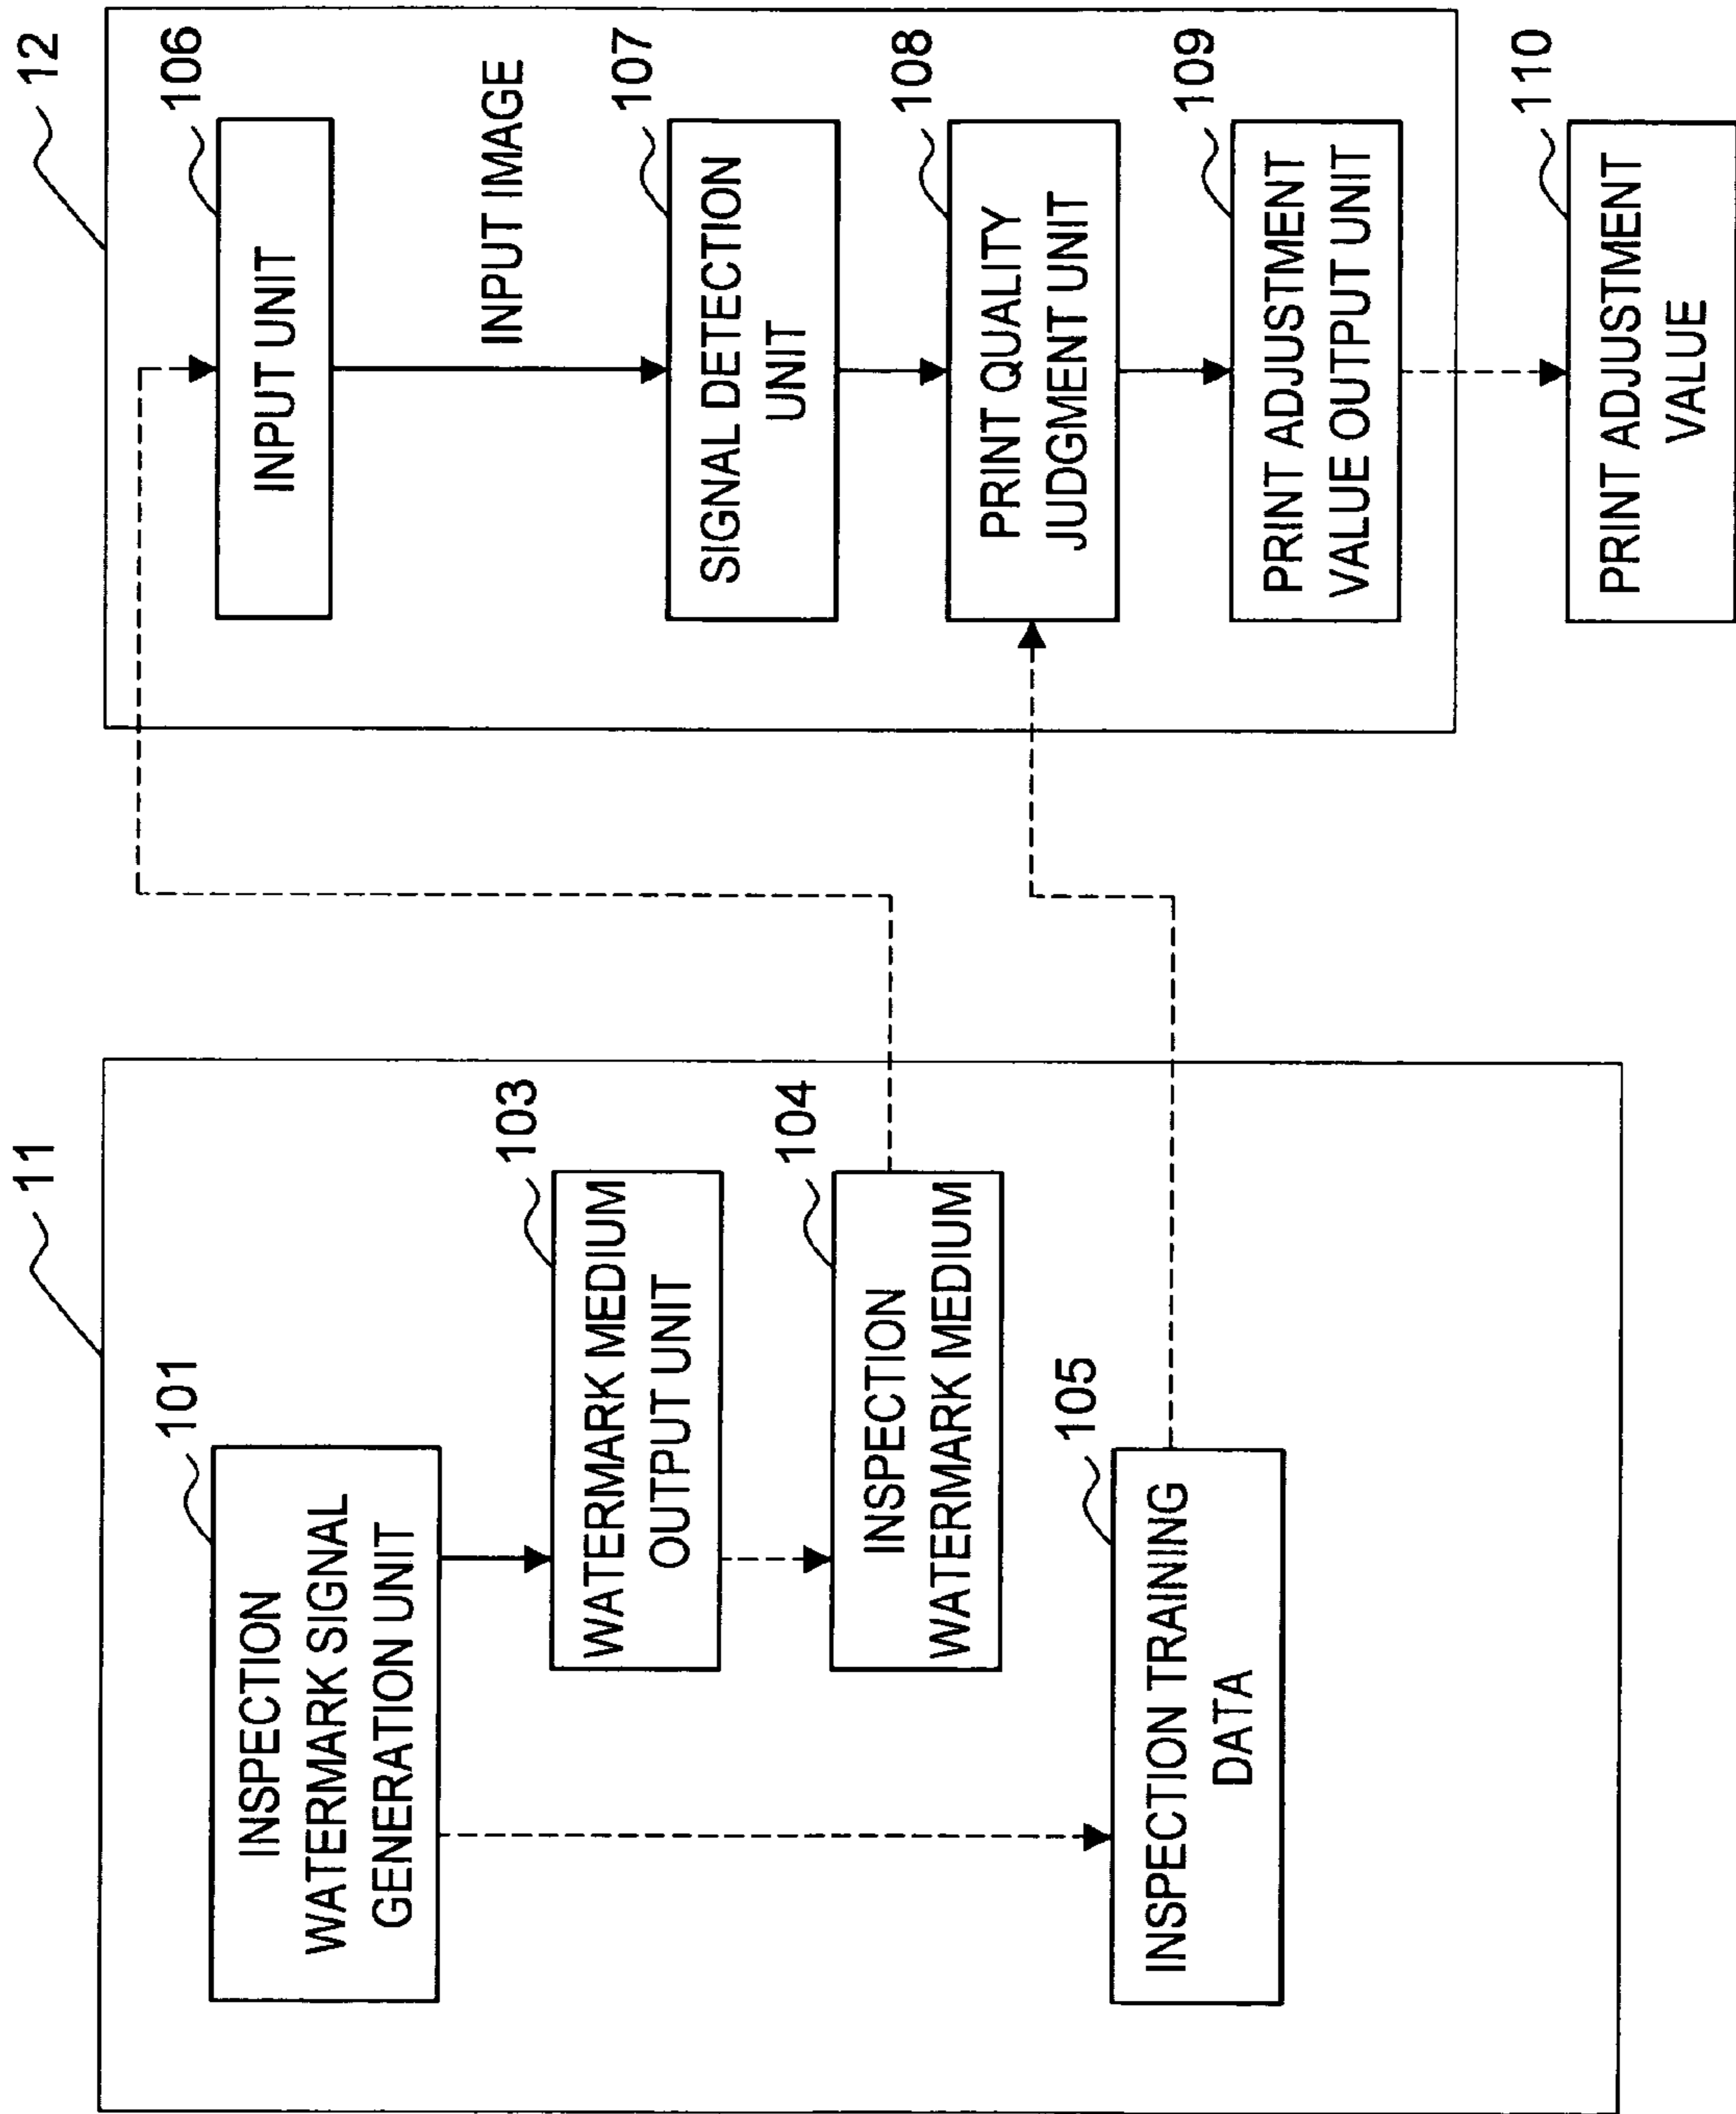 11
101
INSPECTION
WATERMARK SIGNAL
GENERATION UNIT
103
WATERMARK MEDIUM
OUTPUT UNIT
104
INSPECTION
WATERMARK MEDIUM
105
INSPECTION TRAINING
DATA
12
106
INPUT UNIT
INPUT IMAGE
107
SIGNAL DETECTION
UNIT
108
PRINT QUALITY
JUDGMENT UNIT
109
PRINT ADJUSTMENT
VALUE OUTPUT UNIT
110
PRINT ADJUSTMENT
VALUE